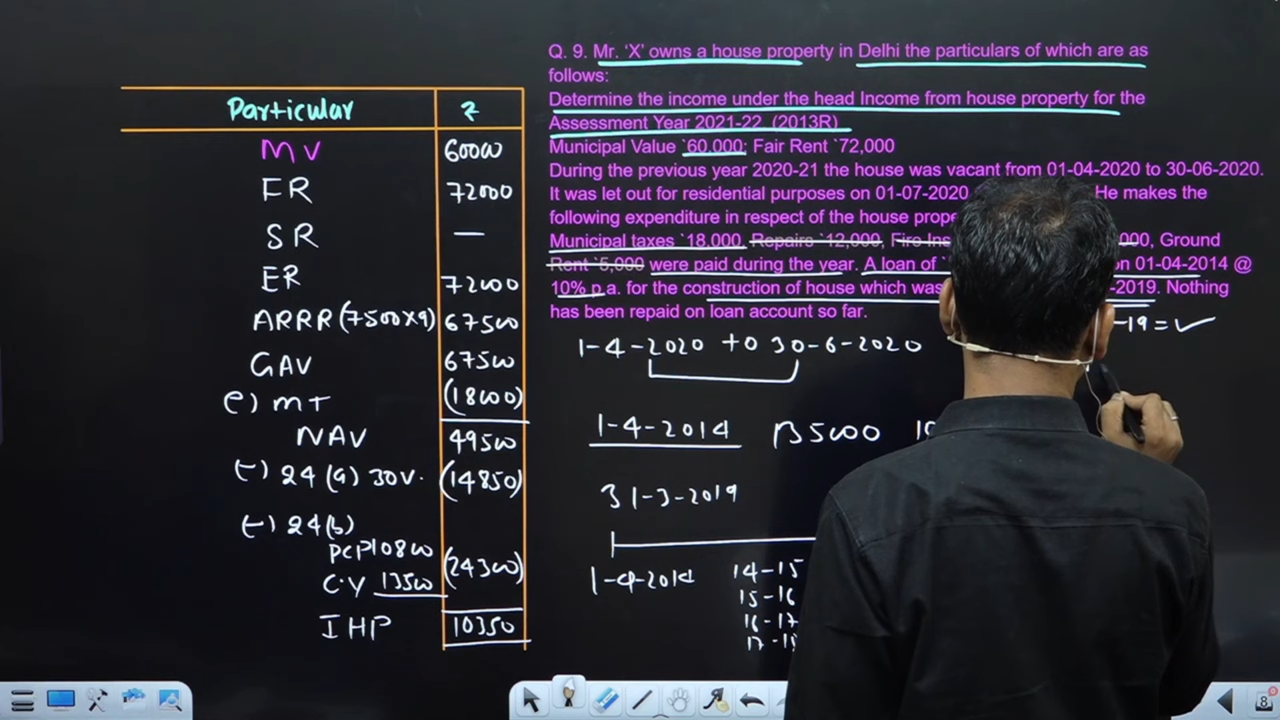 Particular ₹
MV 60000
FR 72000
SR —
ER 72000
ARRR (7500x9) 67500
GAV 67500
(-) MT (18000)
NAV 49500
(-) 24 (a) 30%. (14850)
(-) 24(b)
PCP 10800
(24300)
C.Y 13500
IHP 10350
Q. 9. Mr. ‘X’ owns a house property in Delhi the particulars of which are as
follows:
Determine the income under the head Income from house property for the
Assessment Year 2021-22 (2013R)
Municipal Value `60,000; Fair Rent `72,000
During the previous year 2020-21 the house was vacant from 01-04-2020 to 30-06-2020.
It was let out for residential purposes on 01-07-2020 He makes the
following expenditure in respect of the house
Municipal taxes `18,000, Repairs `12,000, Fire 000, Ground
Rent `5,000 were paid during the year. A loan of ` on 01-04-2014 @
10% p.a. for the construction of house which was -2019. Nothing
has been repaid on loan account so far.
-19 = ✓
1-4-2020 to 30-6-2020
1-4-2014 135000 10
31-3-2019
1-4-2014 14-15
15-16
16-17
17-18
8